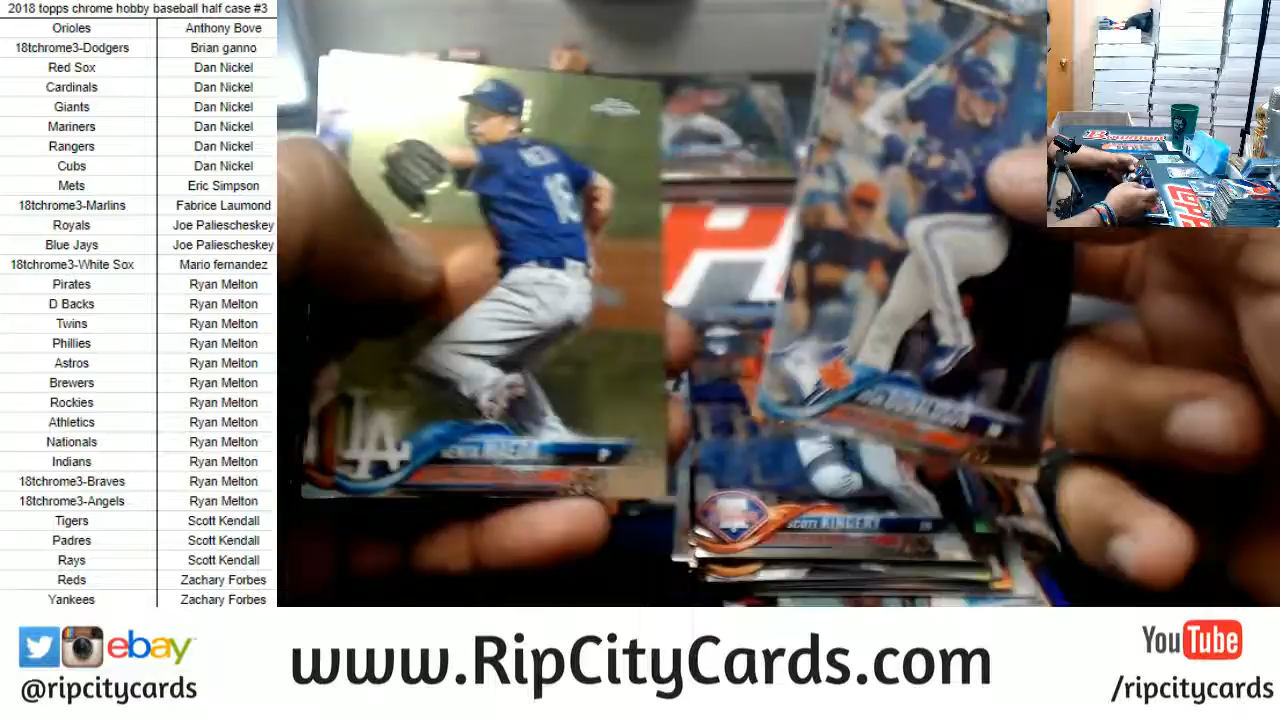 2018 topps chrome hobby baseball half case #3
Orioles Anthony Bove
18tchrome3-Dodgers Brian ganno
Red Sox Dan Nickel
Cardinals Dan Nickel
Giants Dan Nickel
Mariners Dan Nickel
Rangers Dan Nickel
Cubs Dan Nickel
Mets Eric Simpson
18tchrome3-Marlins Fabrice Laumond
Royals Joe Paliescheskey
Blue Jays Joe Paliescheskey
18tchrome3-White Sox Mario fernandez
Pirates Ryan Melton
D Backs Ryan Melton
Twins Ryan Melton
Phillies Ryan Melton
Astros Ryan Melton
Brewers Ryan Melton
Rockies Ryan Melton
Athletics Ryan Melton
Nationals Ryan Melton
Indians Ryan Melton
18tchrome3-Braves Ryan Melton
18tchrome3-Angels Ryan Melton
Tigers Scott Kendall
Padres Scott Kendall
Rays Scott Kendall
Reds Zachary Forbes
Yankees Zachary Forbes
LA
P
SCOTT KINGERY
ebay
@ripcitycards
www.RipCityCards.com
YouTube
/ripcitycards